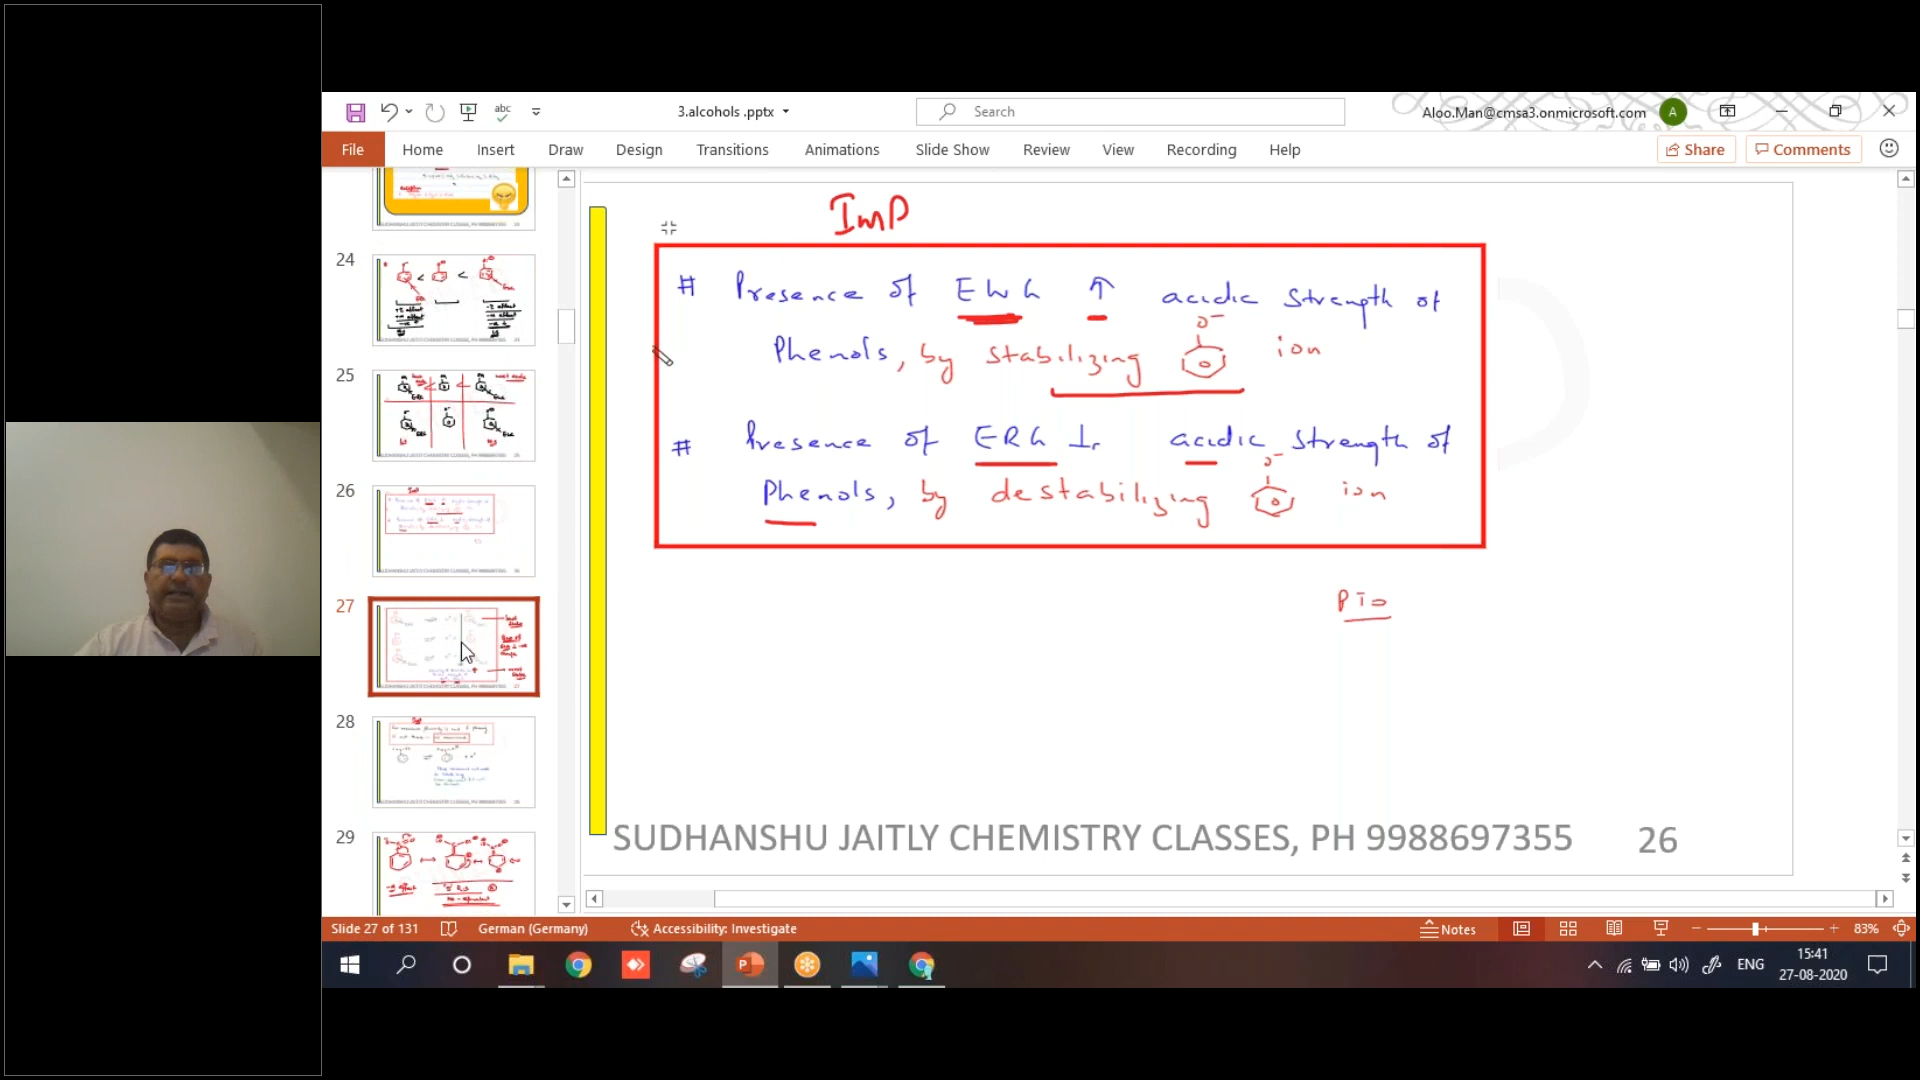 abc
3.alcohols .pptx
Search
Aloo.Man@cmsa3.onmicrosoft.com
A
File Home Insert Draw Design Transitions Animations Slide Show Review View Recording Help
Share Comments
24
25
26
27
28
29
ImP
# Presence of EWG ↑ acidic strength of
Phenols, by stabilizing O⁻ ion
# Presence of ERG ↓ acidic strength of
Phenols, by destabilizing O⁻ ion
PTO
SUDHANSHU JAITLY CHEMISTRY CLASSES, PH 9988697355 26
Slide 27 of 131 German (Germany) Accessibility: Investigate Notes 83%
ENG
15:41
27-08-2020